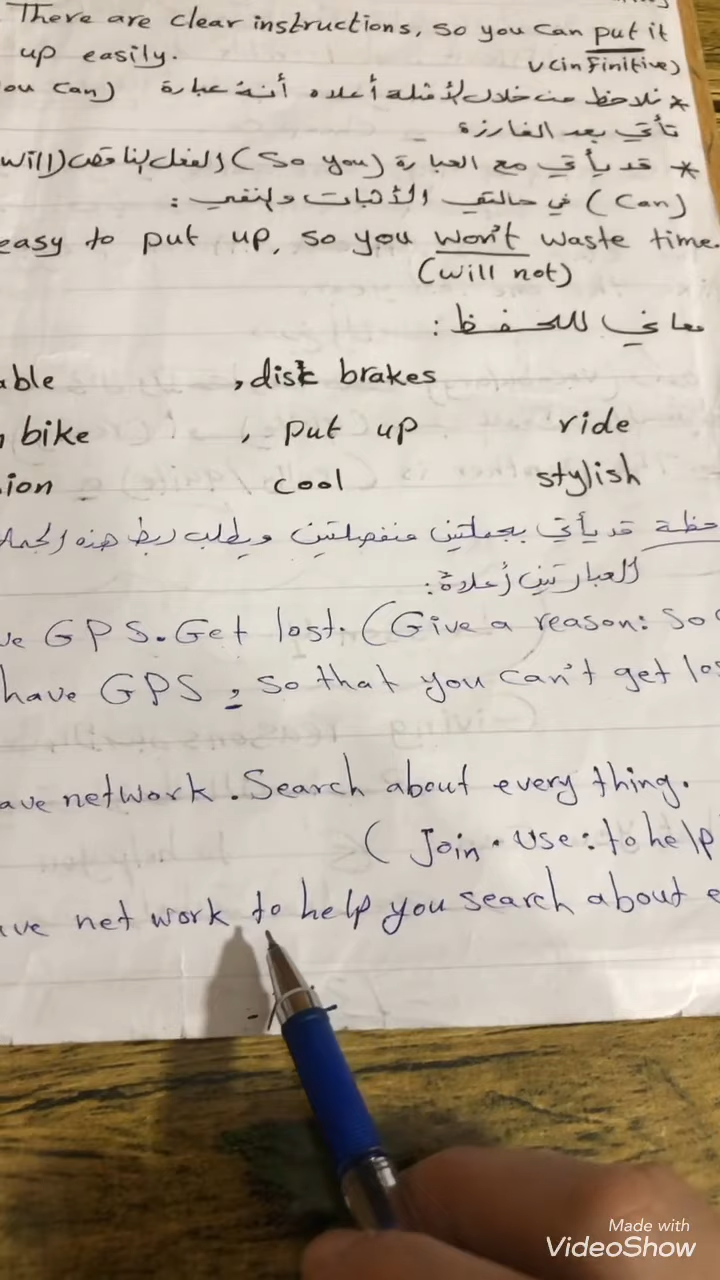 There are clear instructions, so you can put it
up easily.
V(infinitive)
* نلاحظ من خلال الأمثلة أعلاه أنه عبارة (ou can)
تأتي بعد الفارزة
* قد يأتي مع العبارة (So you) الفعل الناقص (will)
(Can) في حالتي الأثبات والنفي :
easy to put up, so you won't waste time.
(will not)
معاني للحفظ :
able , disk brakes
bike , put up ride
ion cool stylish
حظة قد يأتي بجملتين منفصلتين ويطلب ربط هذه الجمل
العبارتين أعلاه:
ve GPS. Get lost. (Give a reason: So
have GPS, so that you can't get los
ave network. Search about every thing.
( Join. Use: to help
ave net work to help you search about e
Made with
VideoShow